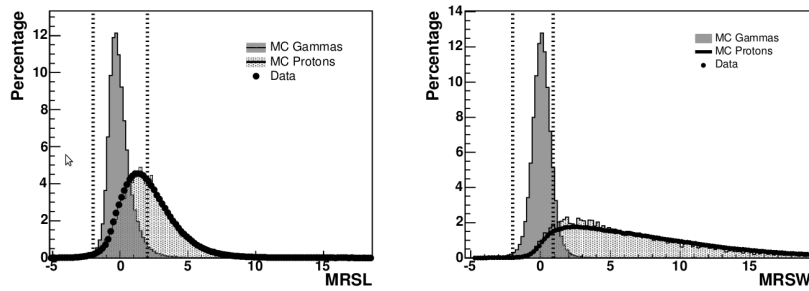 Percentage
12
10
8
6
4
2
0
-5 0 5 10 15
MRSL
MC Gammas
MC Protons
Data
Percentage
14
12
10
8
6
4
2
0
-5 0 5 10 15
MRSW
MC Gammas
MC Protons
Data